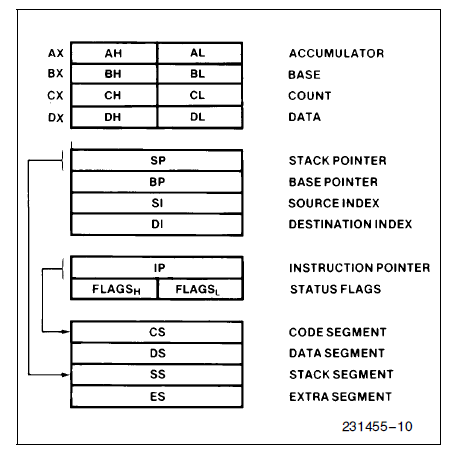 AX AH AL ACCUMULATOR
BX BH BL BASE
CX CH CL COUNT
DX DH DL DATA
SP STACK POINTER
BP BASE POINTER
SI SOURCE INDEX
DI DESTINATION INDEX
IP INSTRUCTION POINTER
FLAGSH FLAGSL STATUS FLAGS
CS CODE SEGMENT
DS DATA SEGMENT
SS STACK SEGMENT
ES EXTRA SEGMENT
231455–10